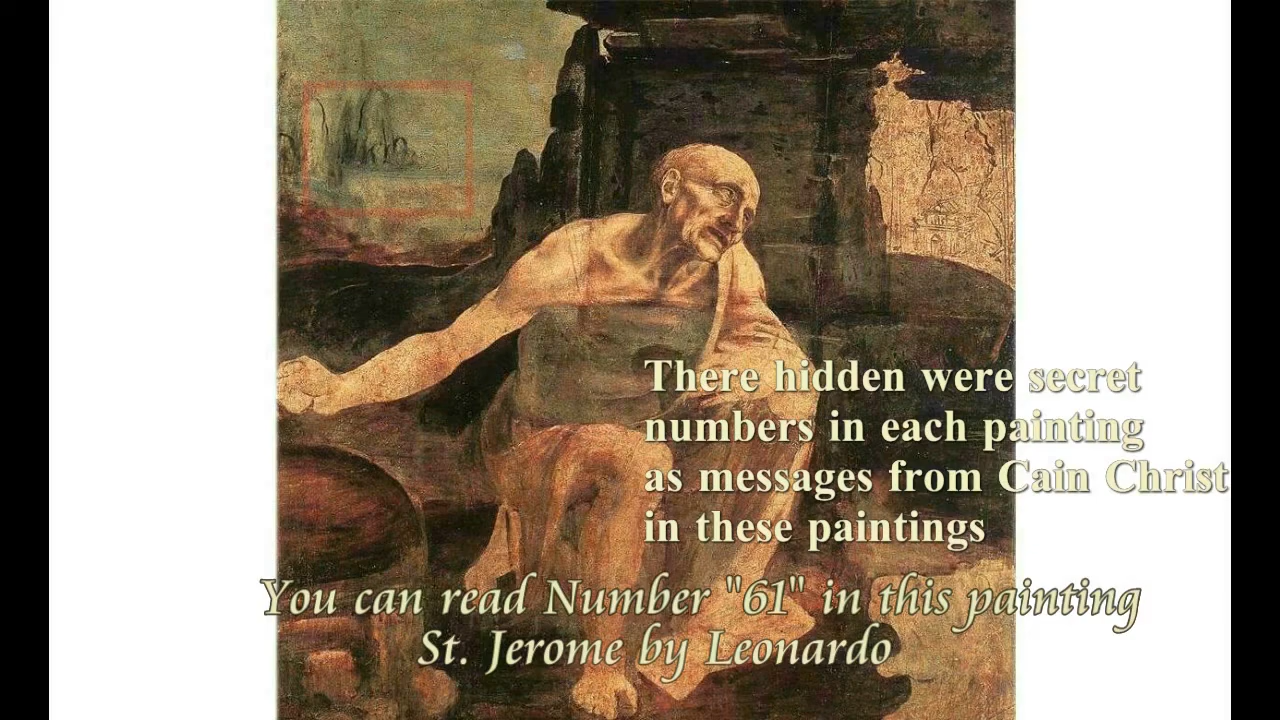 There hidden were secret
numbers in each painting
as messages from Cain Christ
in these paintings
You can read Number "61" in this painting
St. Jerome by Leonardo